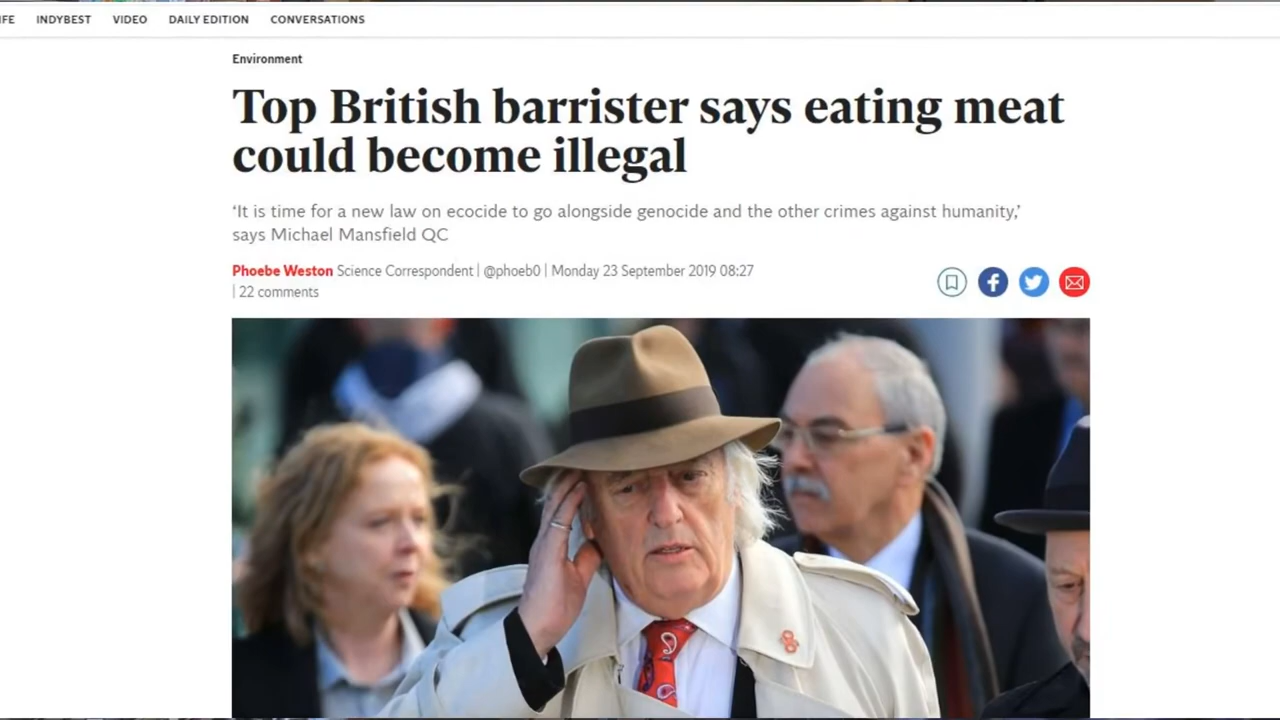 IFE INDYBEST VIDEO DAILY EDITION CONVERSATIONS
Environment
Top British barrister says eating meat
could become illegal
‘It is time for a new law on ecocide to go alongside genocide and the other crimes against humanity,’
says Michael Mansfield QC
Phoebe Weston Science Correspondent | @phoeb0 | Monday 23 September 2019 08:27
| 22 comments